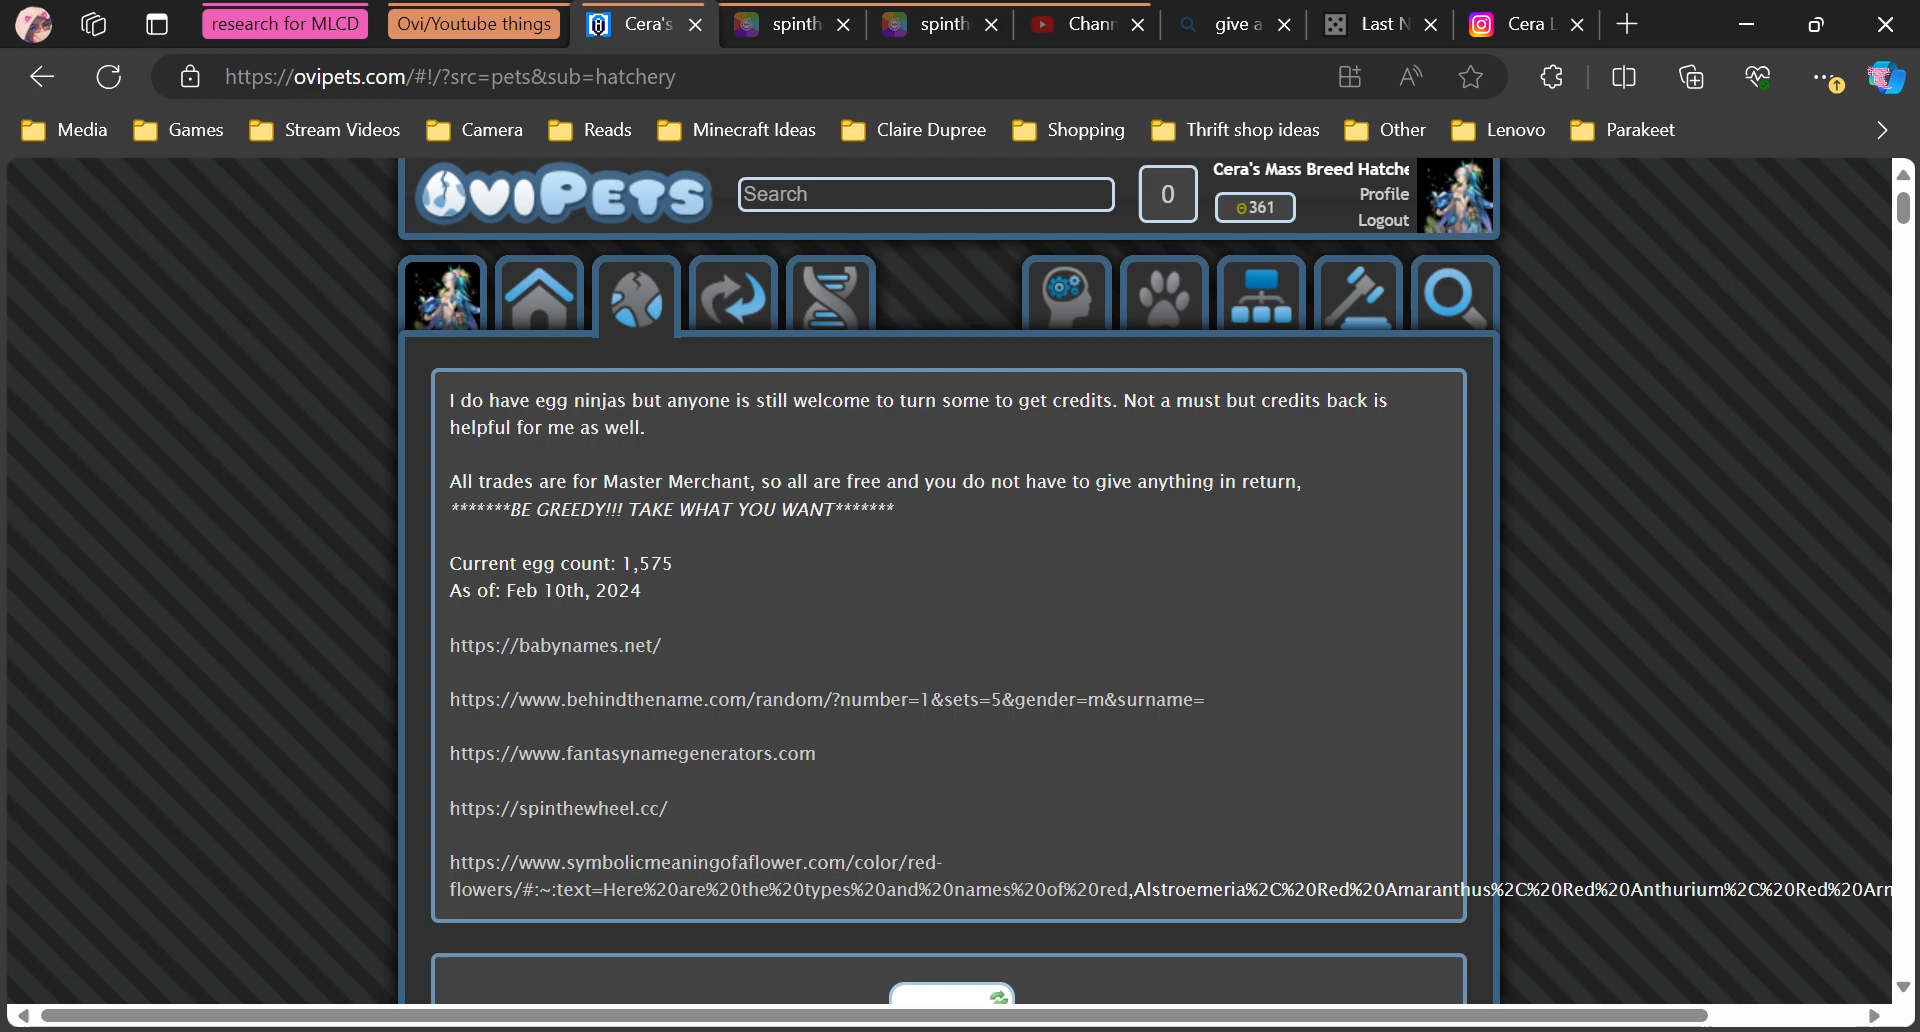 research for MLCD
Ovi/Youtube things
Cera's
spinth
spinth
Chann
give a
Last N
Cera L
https://ovipets.com/#!/?src=pets&sub=hatchery
Media
Games
Stream Videos
Camera
Reads
Minecraft Ideas
Claire Dupree
Shopping
Thrift shop ideas
Other
Lenovo
Parakeet
OviPets
Search
0
Cera's Mass Breed Hatche
361
Profile
Logout
I do have egg ninjas but anyone is still welcome to turn some to get credits. Not a must but credits back is
helpful for me as well.
All trades are for Master Merchant, so all are free and you do not have to give anything in return,
*******BE GREEDY!!! TAKE WHAT YOU WANT*******
Current egg count: 1,575
As of: Feb 10th, 2024
https://babynames.net/
https://www.behindthename.com/random/?number=1&sets=5&gender=m&surname=
https://www.fantasynamegenerators.com
https://spinthewheel.cc/
https://www.symbolicmeaningofaflower.com/color/red-
flowers/#:~:text=Here%20are%20the%20types%20and%20names%20of%20red,Alstroemeria%2C%20Red%20Amaranthus%2C%20Red%20Anthurium%2C%20Red%20Arn